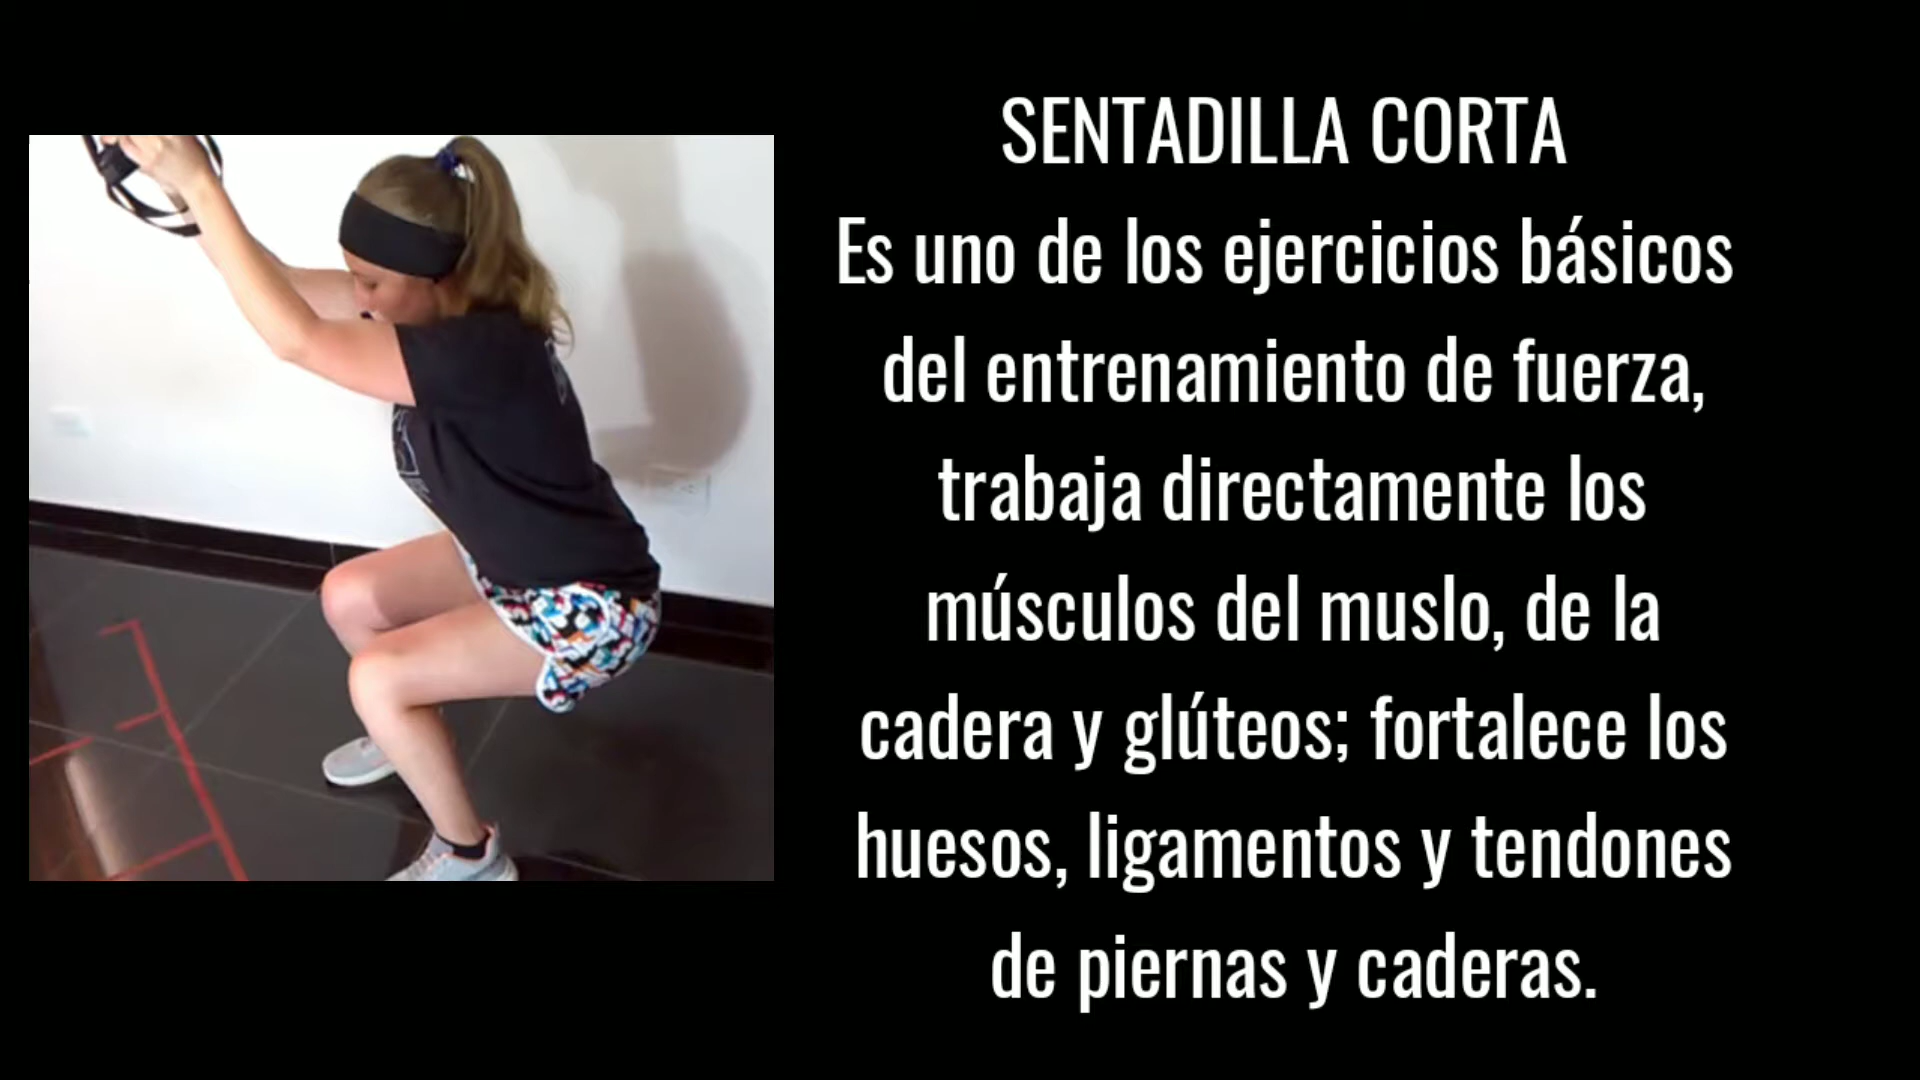 SENTADILLA CORTA
Es uno de los ejercicios básicos
del entrenamiento de fuerza,
trabaja directamente los
músculos del muslo, de la
cadera y glúteos; fortalece los
huesos, ligamentos y tendones
de piernas y caderas.